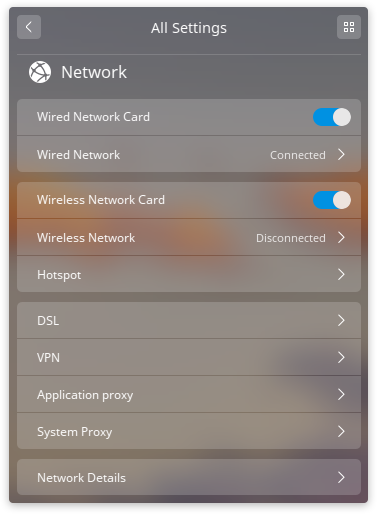 All Settings
Network
Wired Network Card
Wired Network Connected
Wireless Network Card
Wireless Network Disconnected
Hotspot
DSL
VPN
Application proxy
System Proxy
Network Details